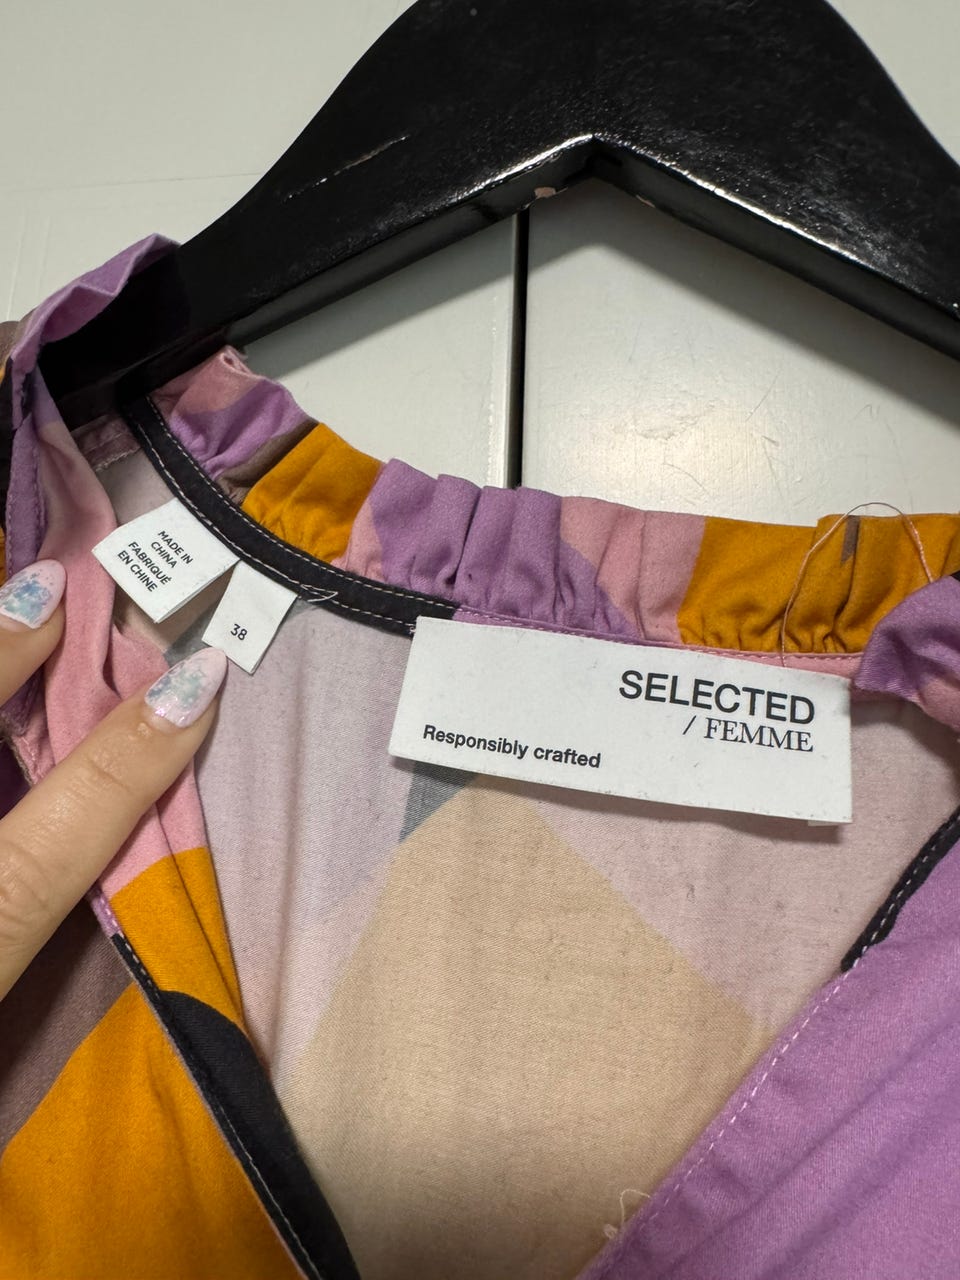 MADE IN
CHINA
FABRIQUÉ
EN CHINE
38
SELECTED
/ FEMME
Responsibly crafted